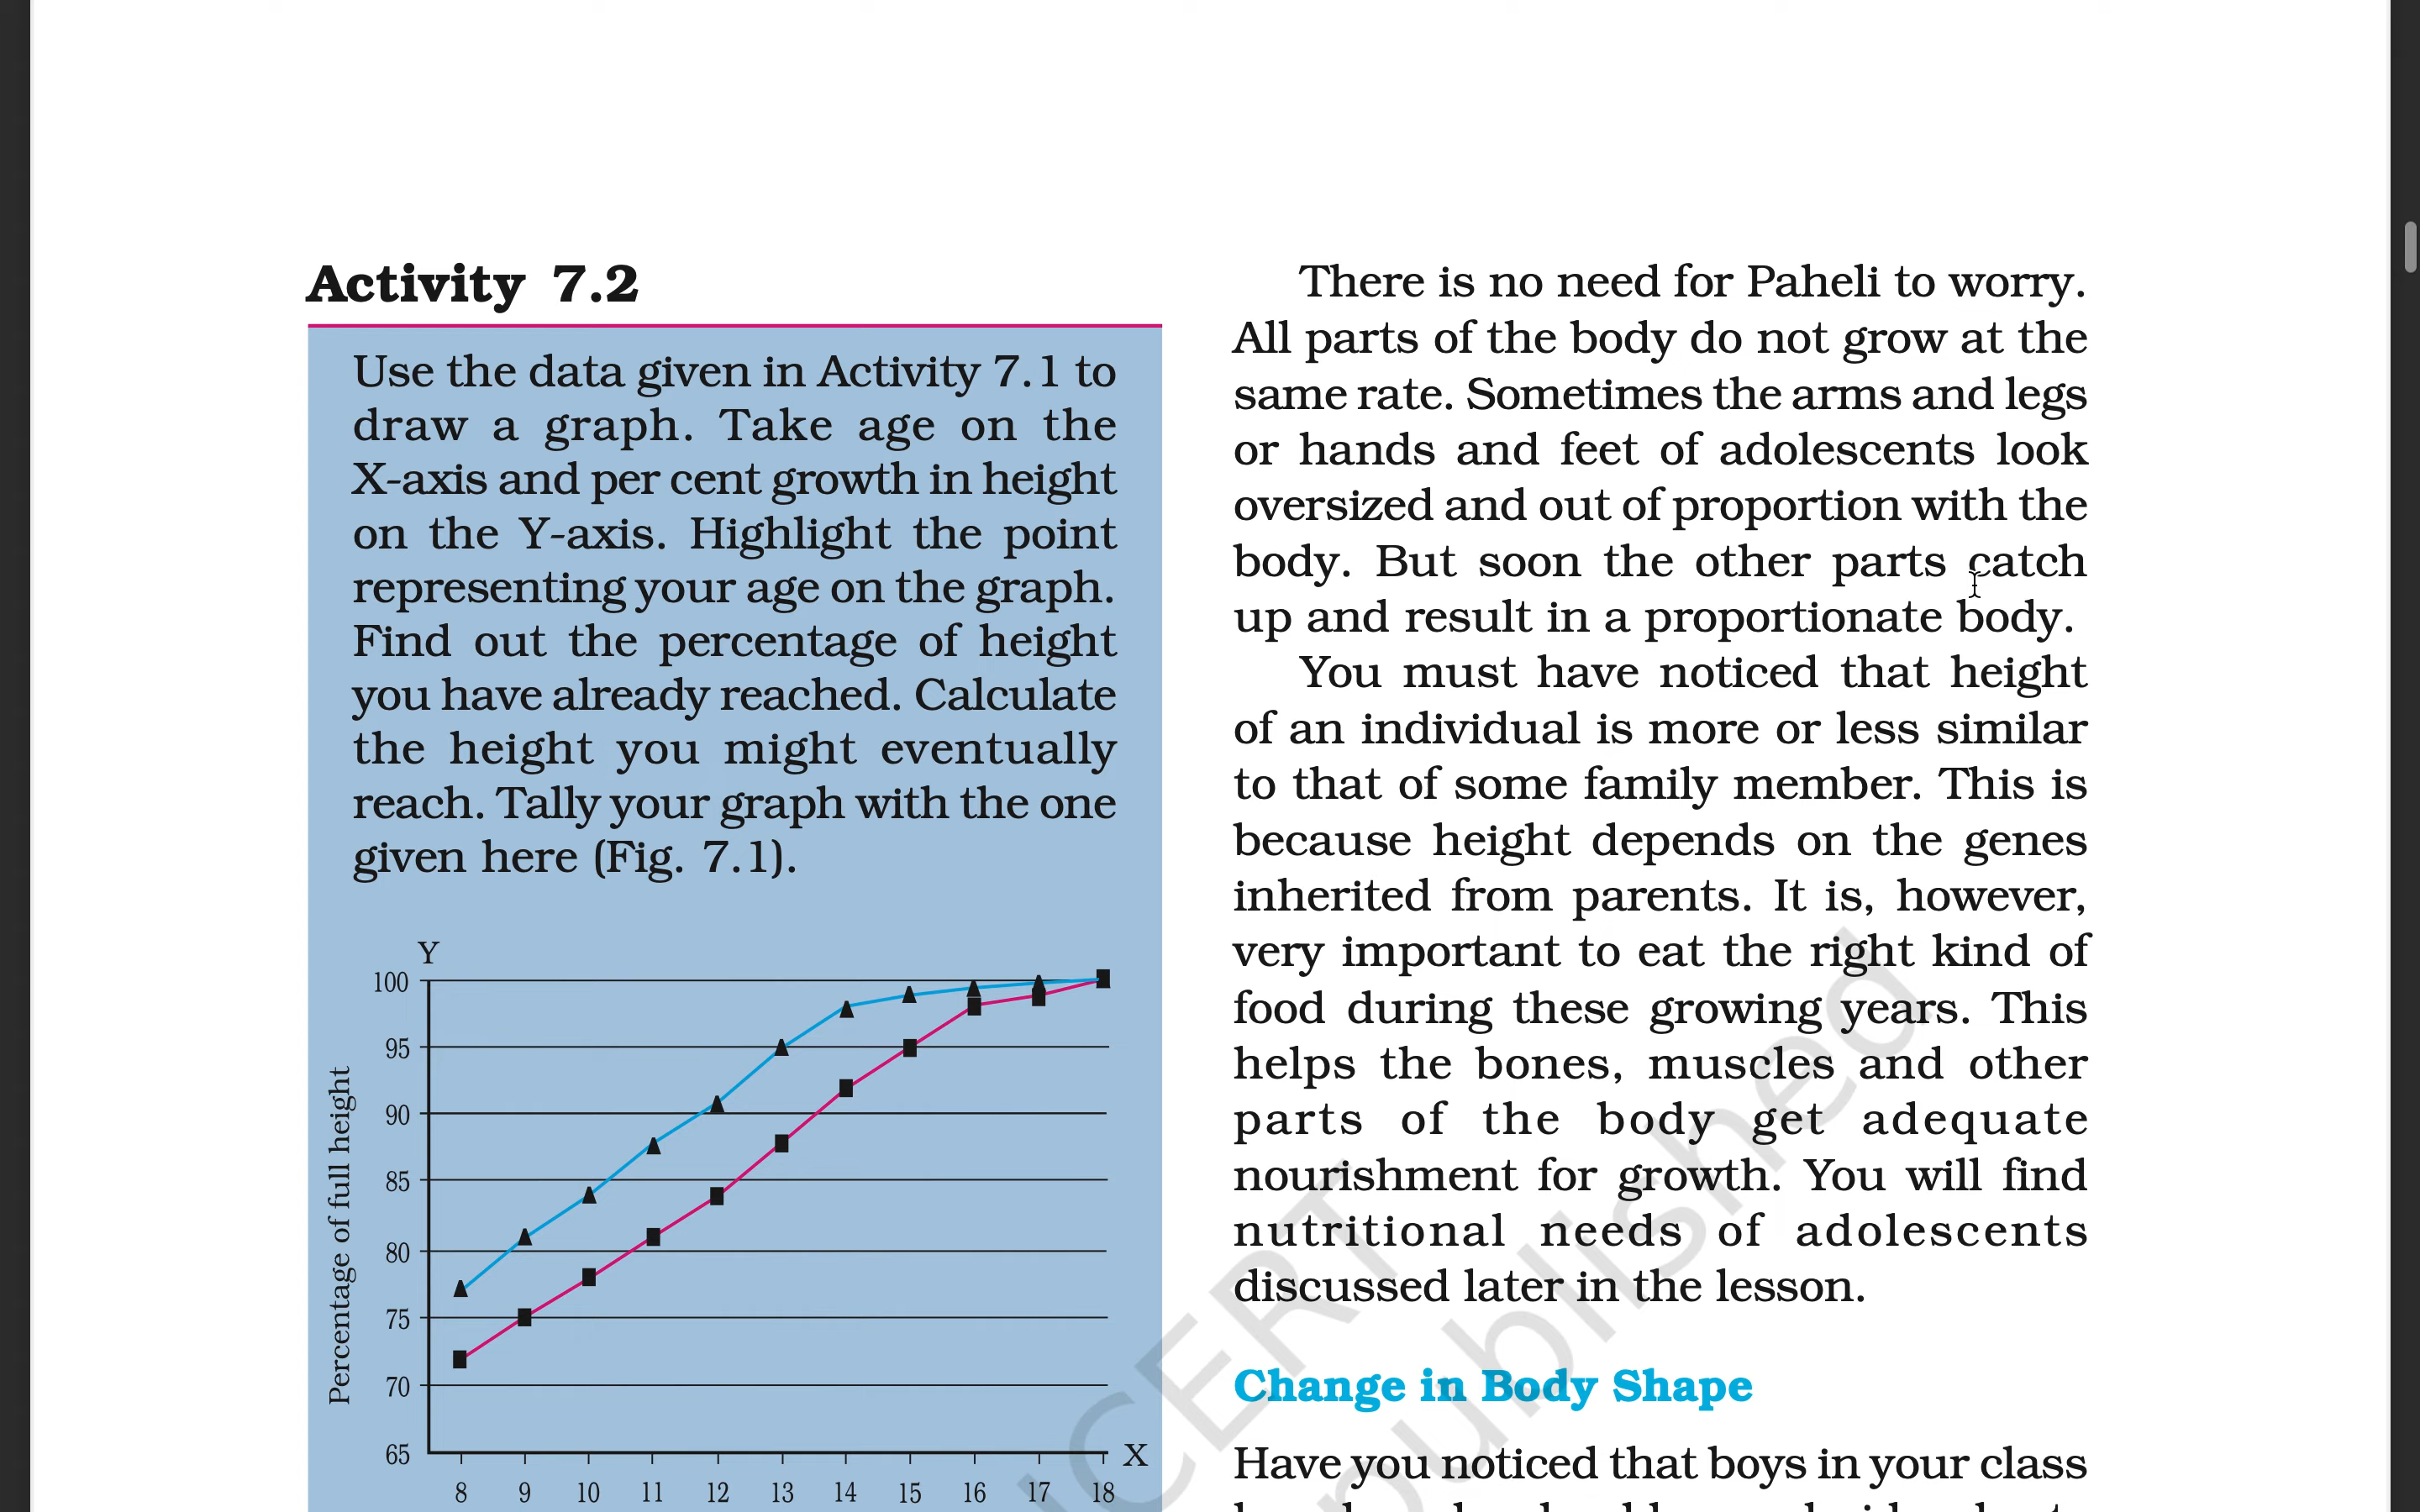 Activity 7.2
Use the data given in Activity 7.1 to
draw a graph. Take age on the
X-axis and per cent growth in height
on the Y-axis. Highlight the point
representing your age on the graph.
Find out the percentage of height
you have already reached. Calculate
the height you might eventually
reach. Tally your graph with the one
given here (Fig. 7.1).
Y
Percentage of full height
100
95
90
85
80
75
70
65
X
8 9 10 11 12 13 14 15 16 17 18
There is no need for Paheli to worry.
All parts of the body do not grow at the
same rate. Sometimes the arms and legs
or hands and feet of adolescents look
oversized and out of proportion with the
body. But soon the other parts catch
up and result in a proportionate body.
You must have noticed that height
of an individual is more or less similar
to that of some family member. This is
because height depends on the genes
inherited from parents. It is, however,
very important to eat the right kind of
food during these growing years. This
helps the bones, muscles and other
parts of the body get adequate
nourishment for growth. You will find
nutritional needs of adolescents
discussed later in the lesson.
Change in Body Shape
Have you noticed that boys in your class